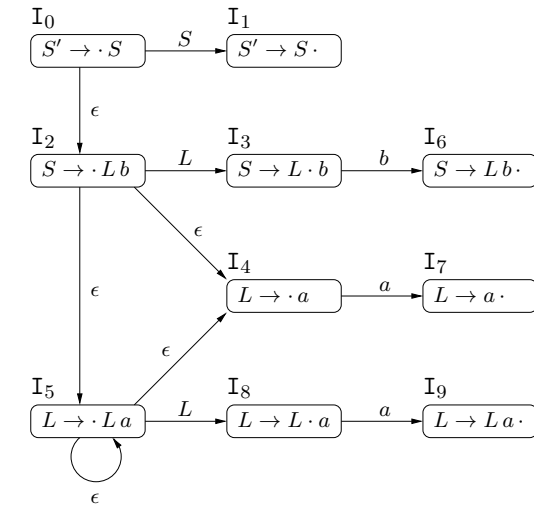 I0 I1
S′ → · S S S′ → S ·
ϵ
I2 I3 I6
S → · L b L S → L · b b S → L b ·
ϵ
I4 I7
ϵ L → · a a L → a ·
ϵ
I5 I8 I9
L → · L a L L → L · a a L → L a ·
ϵ